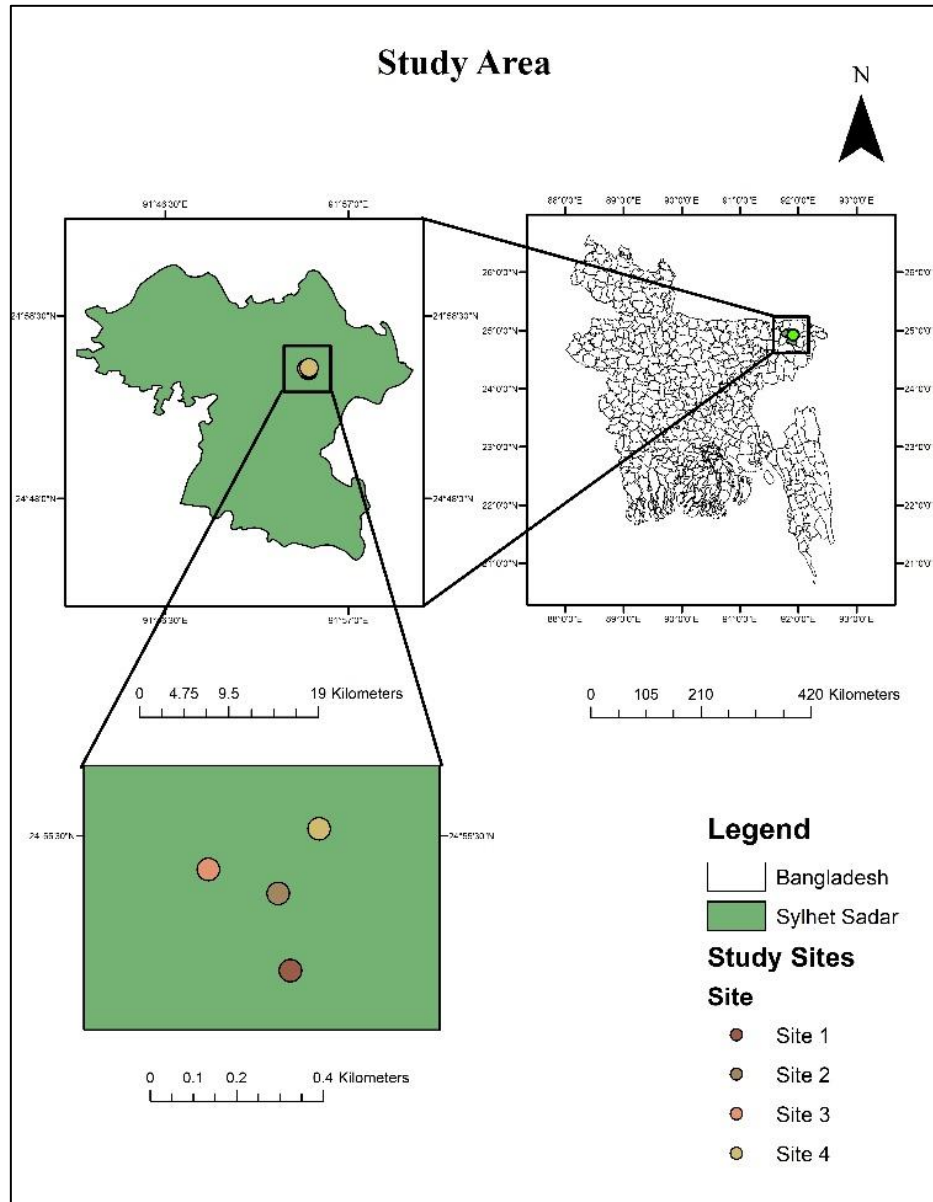 Study Area
N
91°46'30"E 91°57'0"E
88°0'0"E 89°0'0"E 90°0'0"E 91°0'0"E 92°0'0"E 93°0'0"E
26°0'0"N 26°0'0"N
24°58'30"N 24°58'30"N
25°0'0"N 25°0'0"N
24°0'0"N 24°0'0"N
23°0'0"N 23°0'0"N
24°48'0"N 24°48'0"N
22°0'0"N 22°0'0"N
21°0'0"N 21°0'0"N
91°46'30"E 91°57'0"E
88°0'0"E 89°0'0"E 90°0'0"E 91°0'0"E 92°0'0"E 93°0'0"E
0 4.75 9.5 19 Kilometers
0 105 210 420 Kilometers
24°55'30"N 24°55'30"N
Legend
Bangladesh
Sylhet Sadar
Study Sites
Site
Site 1
Site 2
Site 3
Site 4
0 0.1 0.2 0.4 Kilometers